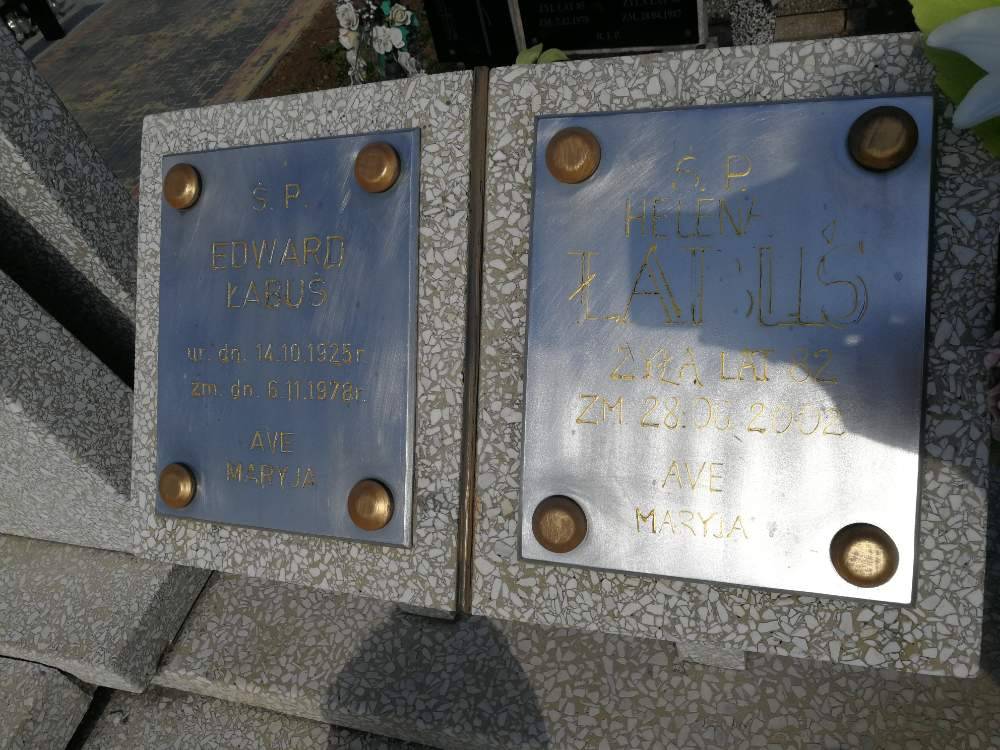 Ś. P.
EDWARD
ŁABUŚ
ur. dn. 14.10.1925 r.
zm. dn. 6.11.1978 r.
AVE
MARYJA
Ś. P.
HELENA
ŁABUŚ
ŻYŁA LAT 82
ZM 28.06.2002
AVE
MARYJA
R.I.P.